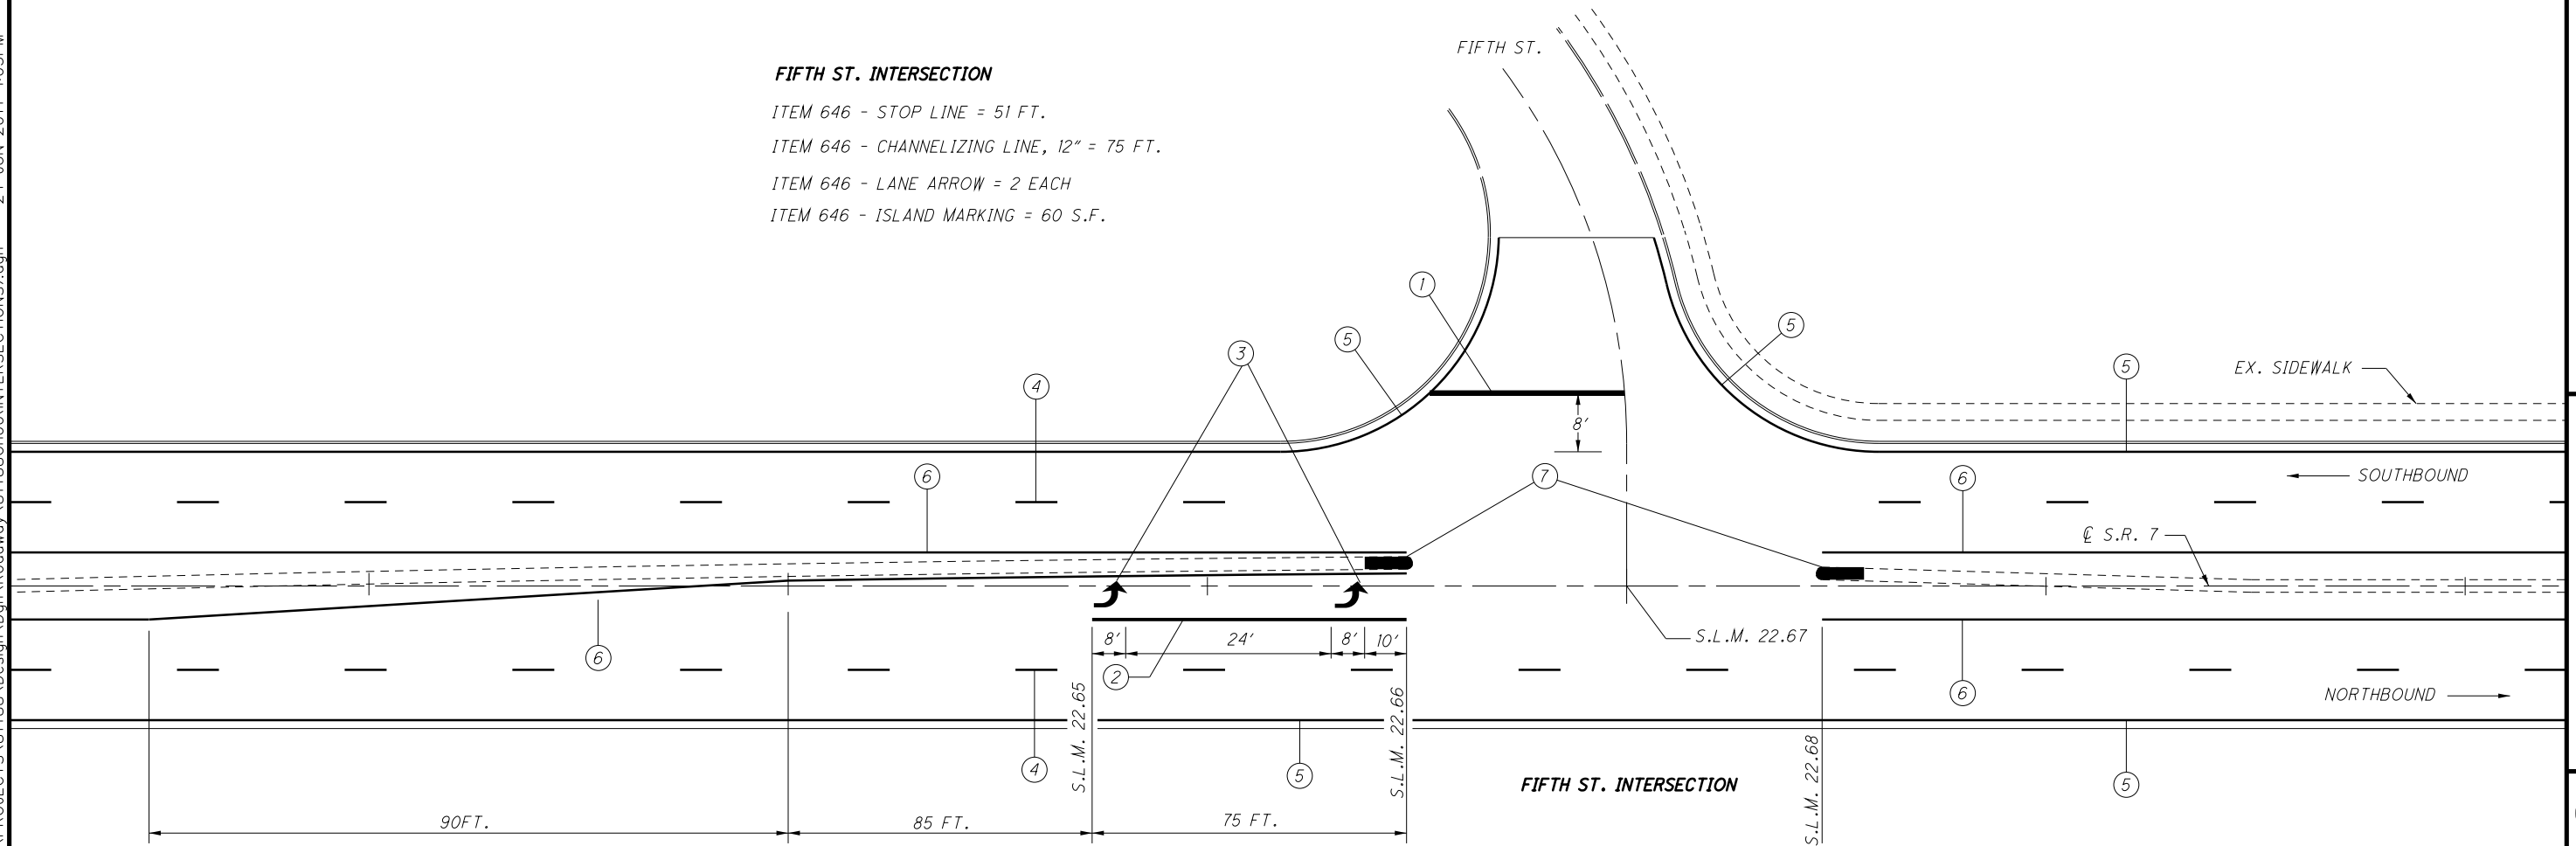 FIFTH ST. INTERSECTION
ITEM 646 - STOP LINE = 51 FT.
ITEM 646 - CHANNELIZING LINE, 12" = 75 FT.
ITEM 646 - LANE ARROW = 2 EACH
ITEM 646 - ISLAND MARKING = 60 S.F.
FIFTH ST.
1
5
3
4
5
5
EX. SIDEWALK
8'
6
7
6
SOUTHBOUND
℄ S.R. 7
S.L.M. 22.67
8'
24'
8'
10'
6
2
6
NORTHBOUND
S.L.M. 22.65
S.L.M. 22.66
S.L.M. 22.68
4
5
5
FIFTH ST. INTERSECTION
90FT.
85 FT.
75 FT.